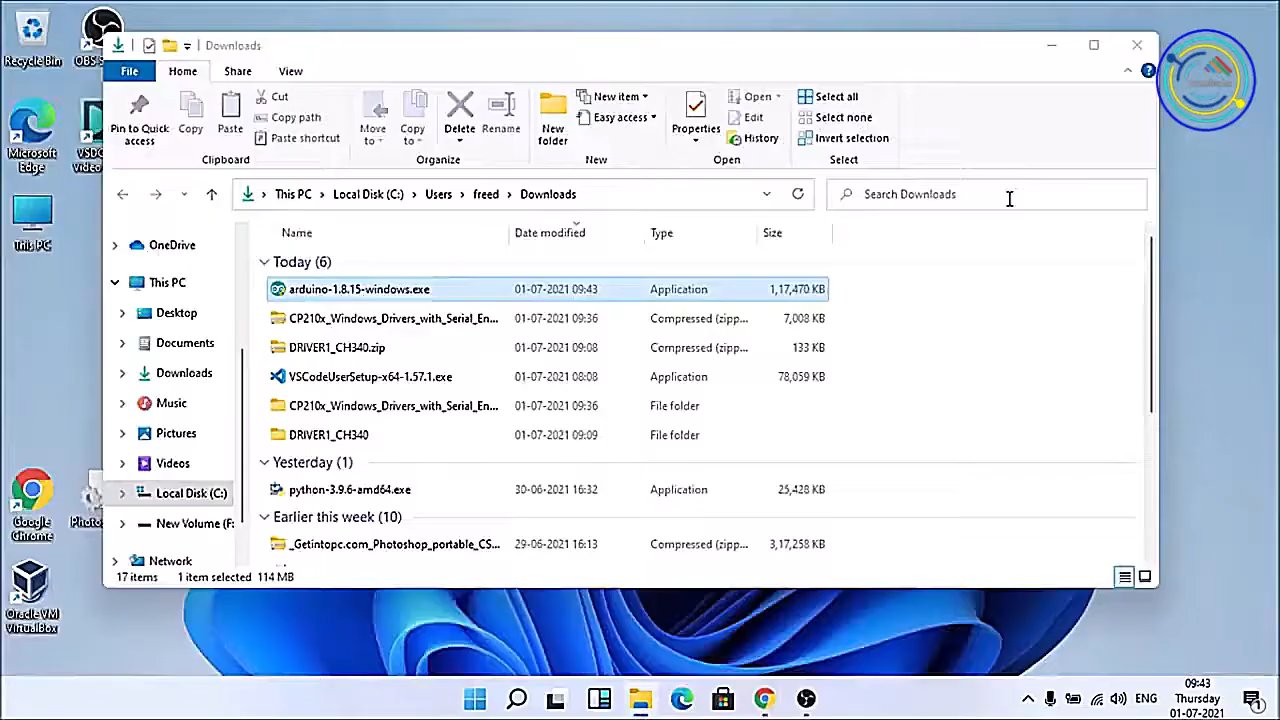 Recycle Bin
OBS S
Microsoft
Edge
VSDC
video
This PC
Google
Chrome
Photos
Oracle VM
VirtualBox
Downloads
File
Home
Share
View
Pin to Quick
access
Copy
Paste
Cut
Copy path
Paste shortcut
Clipboard
Move
to
Copy
to
Delete
Rename
Organize
New
folder
New item
Easy access
New
Properties
Open
Edit
History
Open
Select all
Select none
Invert selection
Select
This PC > Local Disk (C:) > Users > freed > Downloads
Search Downloads
OneDrive
This PC
Desktop
Documents
Downloads
Music
Pictures
Videos
Local Disk (C:)
New Volume (F:
Network
Name Date modified Type Size
Today (6)
arduino-1.8.15-windows.exe 01-07-2021 09:43 Application 1,17,470 KB
CP210x_Windows_Drivers_with_Serial_En... 01-07-2021 09:36 Compressed (zipp... 7,008 KB
DRIVER1_CH340.zip 01-07-2021 09:08 Compressed (zipp... 133 KB
VSCodeUserSetup-x64-1.57.1.exe 01-07-2021 08:08 Application 78,059 KB
CP210x_Windows_Drivers_with_Serial_En... 01-07-2021 09:36 File folder
DRIVER1_CH340 01-07-2021 09:09 File folder
Yesterday (1)
python-3.9.6-amd64.exe 30-06-2021 16:32 Application 25,428 KB
Earlier this week (10)
_Getintopc.com_Photoshop_portable_CS... 29-06-2021 16:13 Compressed (zipp... 3,17,258 KB
17 items 1 item selected 114 MB
ENG
09:43
Thursday
01-07-2021
1